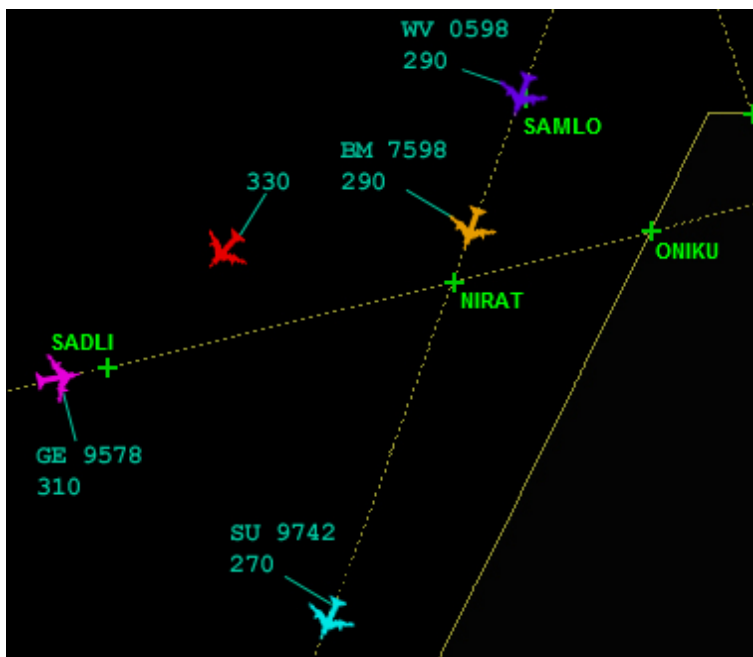 WV 0598
290
SAMLO
BM 7598
290
330
ONIKU
NIRAT
SADLI
GE 9578
310
SU 9742
270